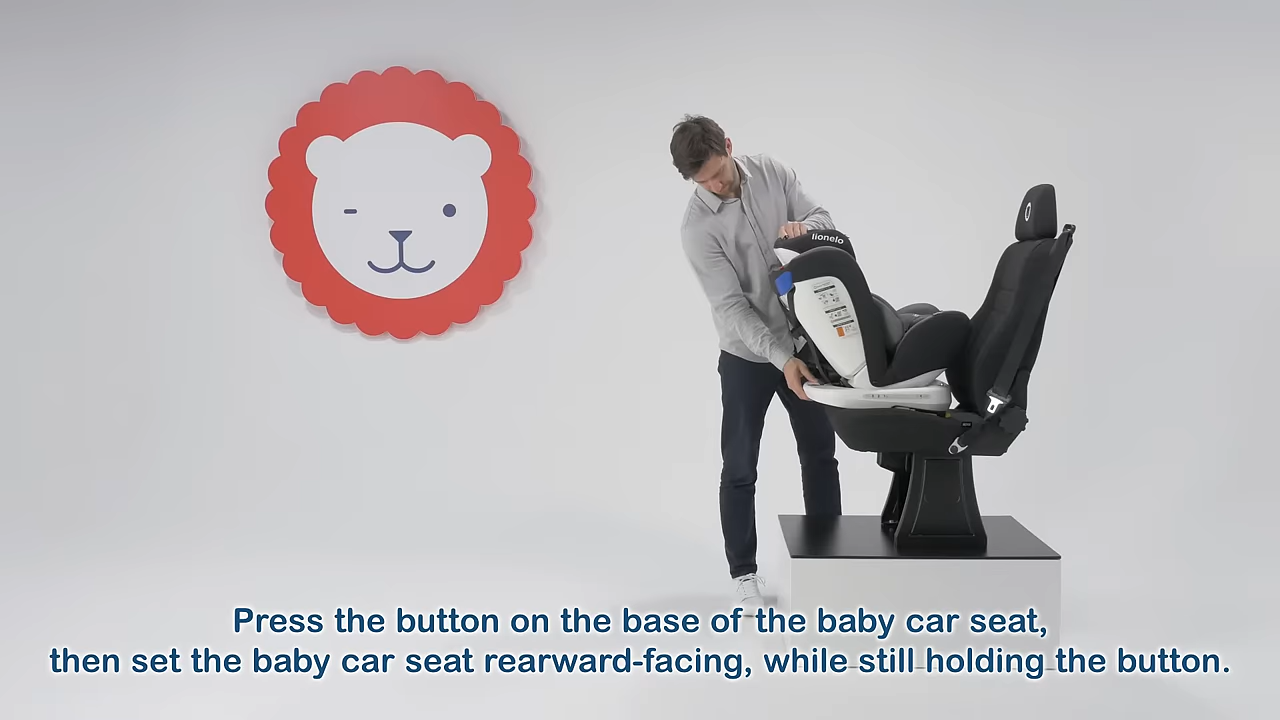 lionelo
Press the button on the base of the baby car seat,
then set the baby car seat rearward-facing, while still holding the button.